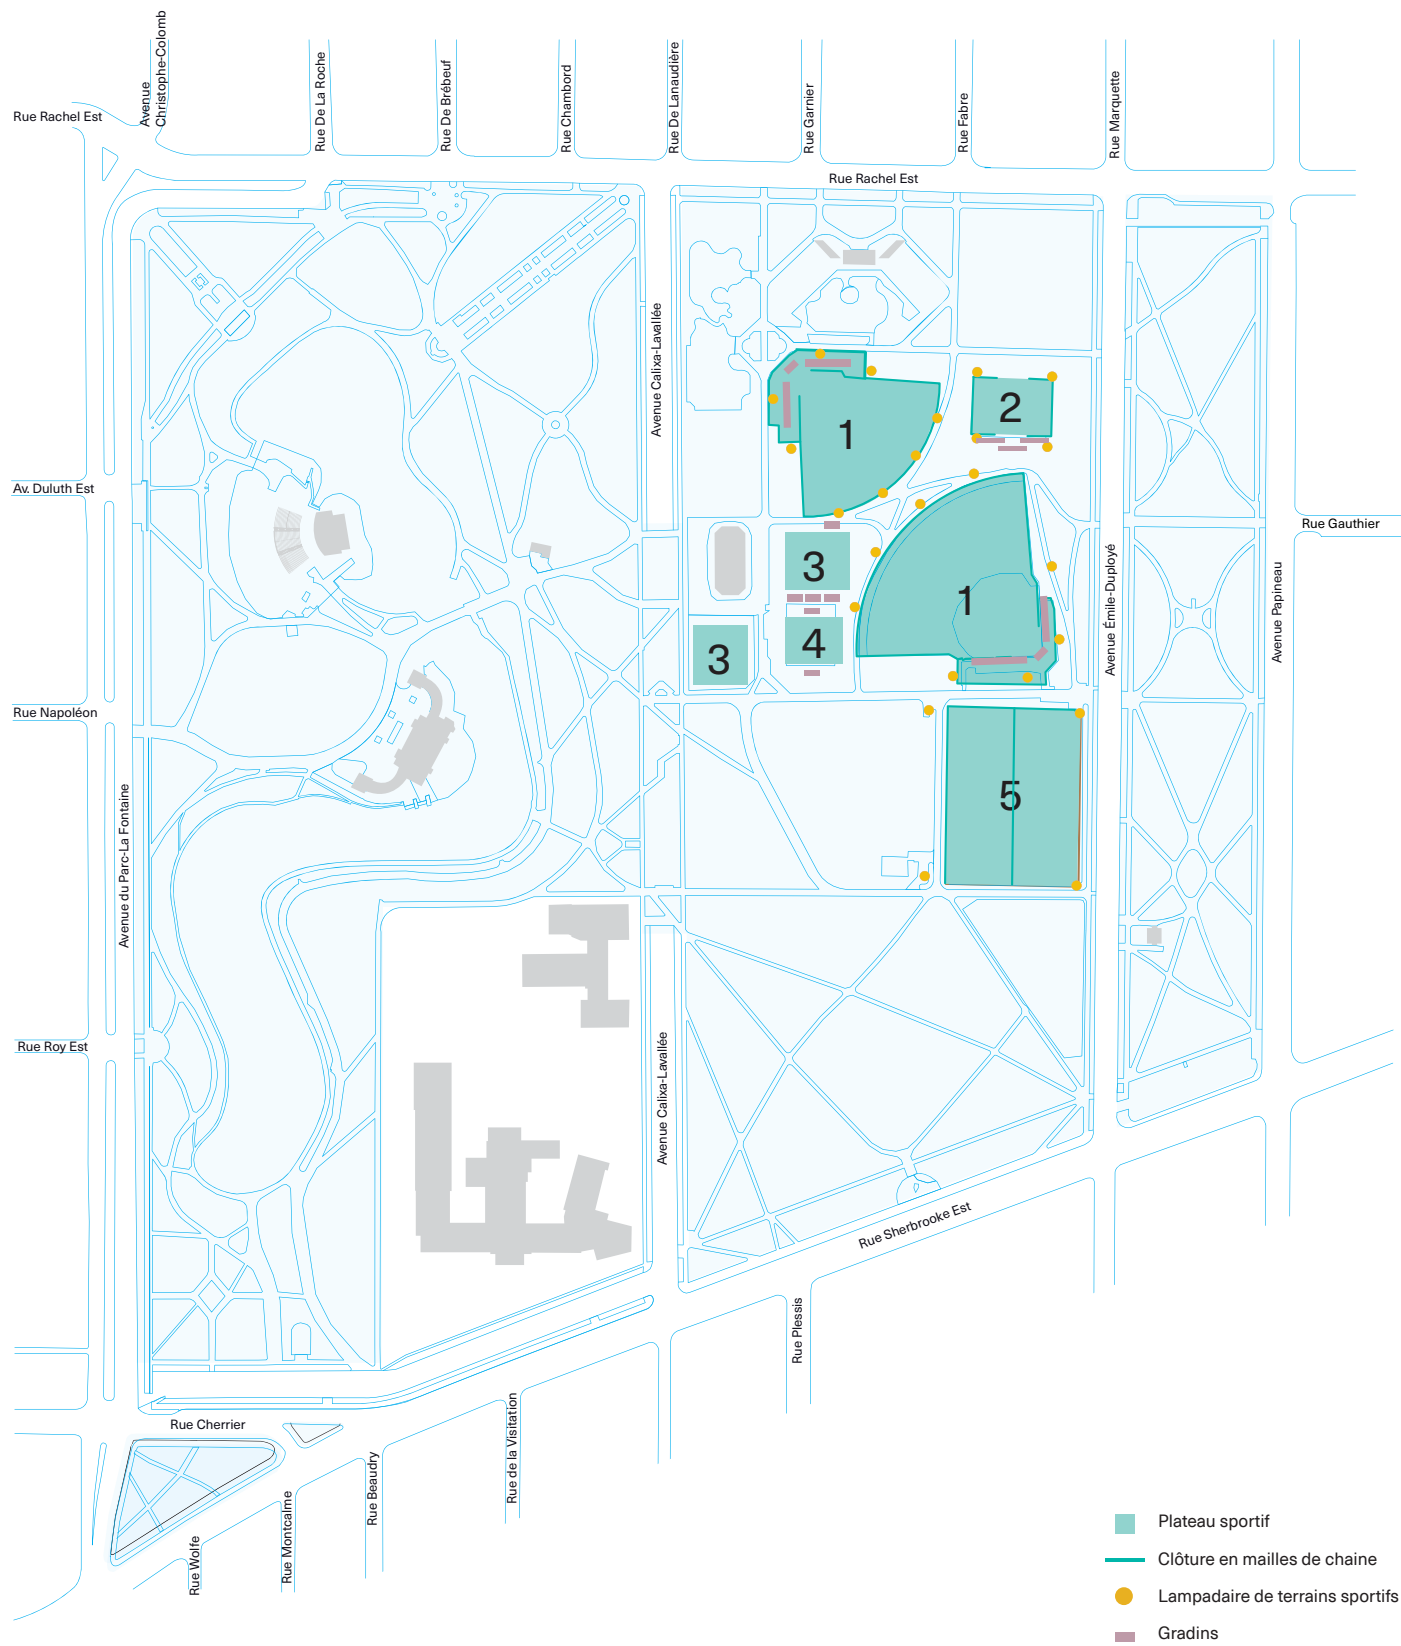 Avenue
Christophe-Colomb
Rue De La Roche
Rue De Brébeuf
Rue Chambord
Rue De Lanaudière
Rue Garnier
Rue Fabre
Rue Marquette
Rue Rachel Est
Rue Rachel Est
Avenue Calixa-Lavallée
1
2
Av. Duluth Est
Rue Gauthier
3
1
4
3
Avenue Émile-Duployé
Avenue Papineau
Rue Napoléon
5
Avenue du Parc-La Fontaine
Rue Roy Est
Avenue Calixa-Lavallée
Rue Sherbrooke Est
Rue Plessis
Rue Cherrier
Rue de la Visitation
Rue Beaudry
Rue Montcalme
Rue Wolfe
Plateau sportif
Clôture en mailles de chaine
Lampadaire de terrains sportifs
Gradins